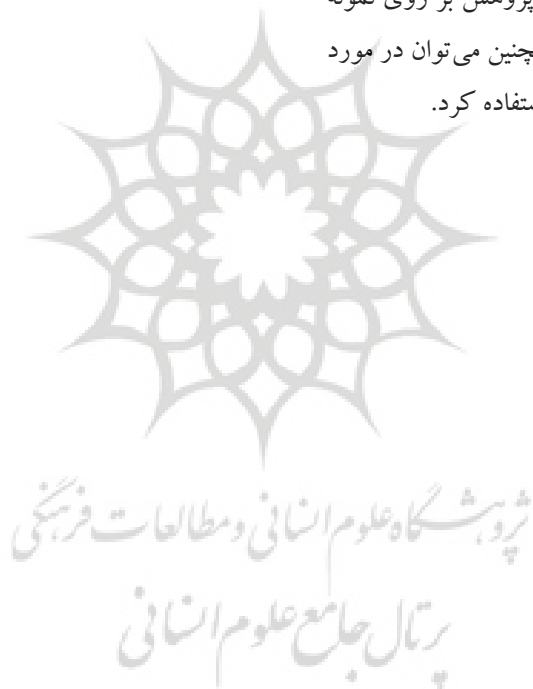 پژوهش بر روی نمونه
چنین می‌توان در مورد
ستفاده کرد.
پژوهشگاه علوم انسانی و مطالعات فرهنگی
پرتال جامع علوم انسانی